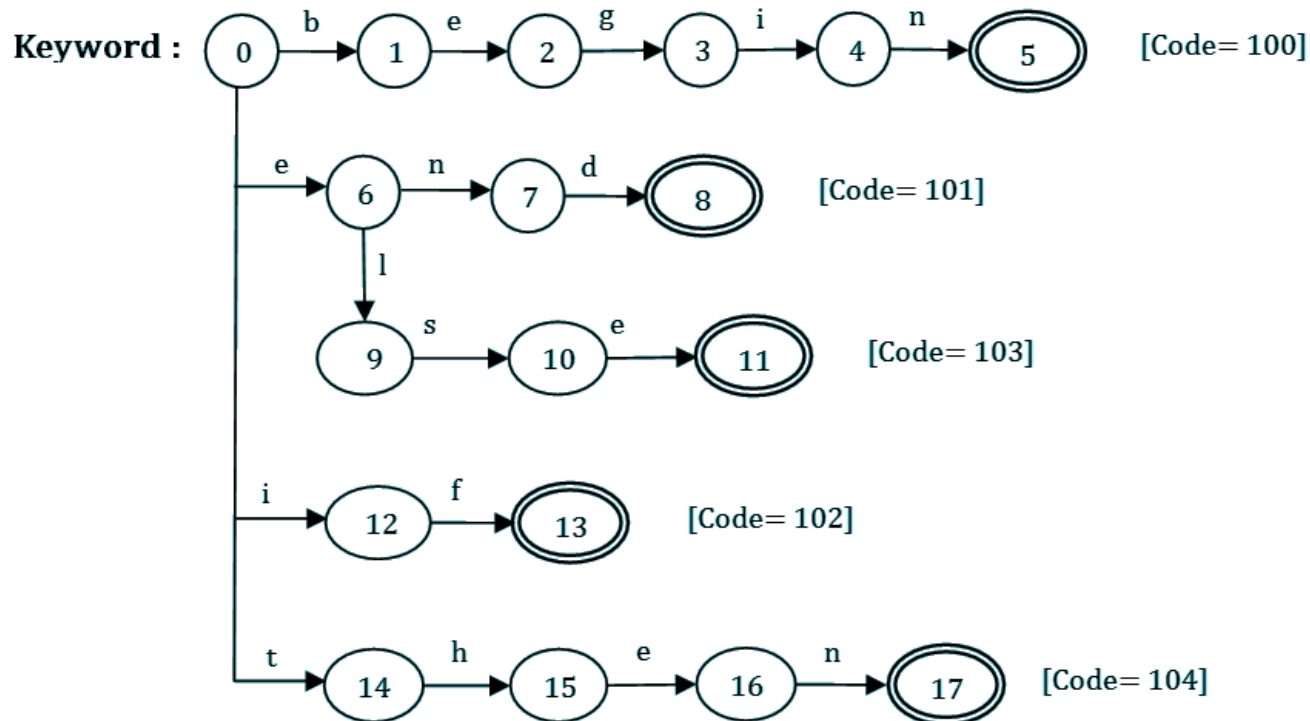 b e g i n
Keyword : 0 1 2 3 4 5 [Code= 100]
e n d
6 7 8 [Code= 101]
l
s e
9 10 11 [Code= 103]
i f
12 13 [Code= 102]
t h e n
14 15 16 17 [Code= 104]